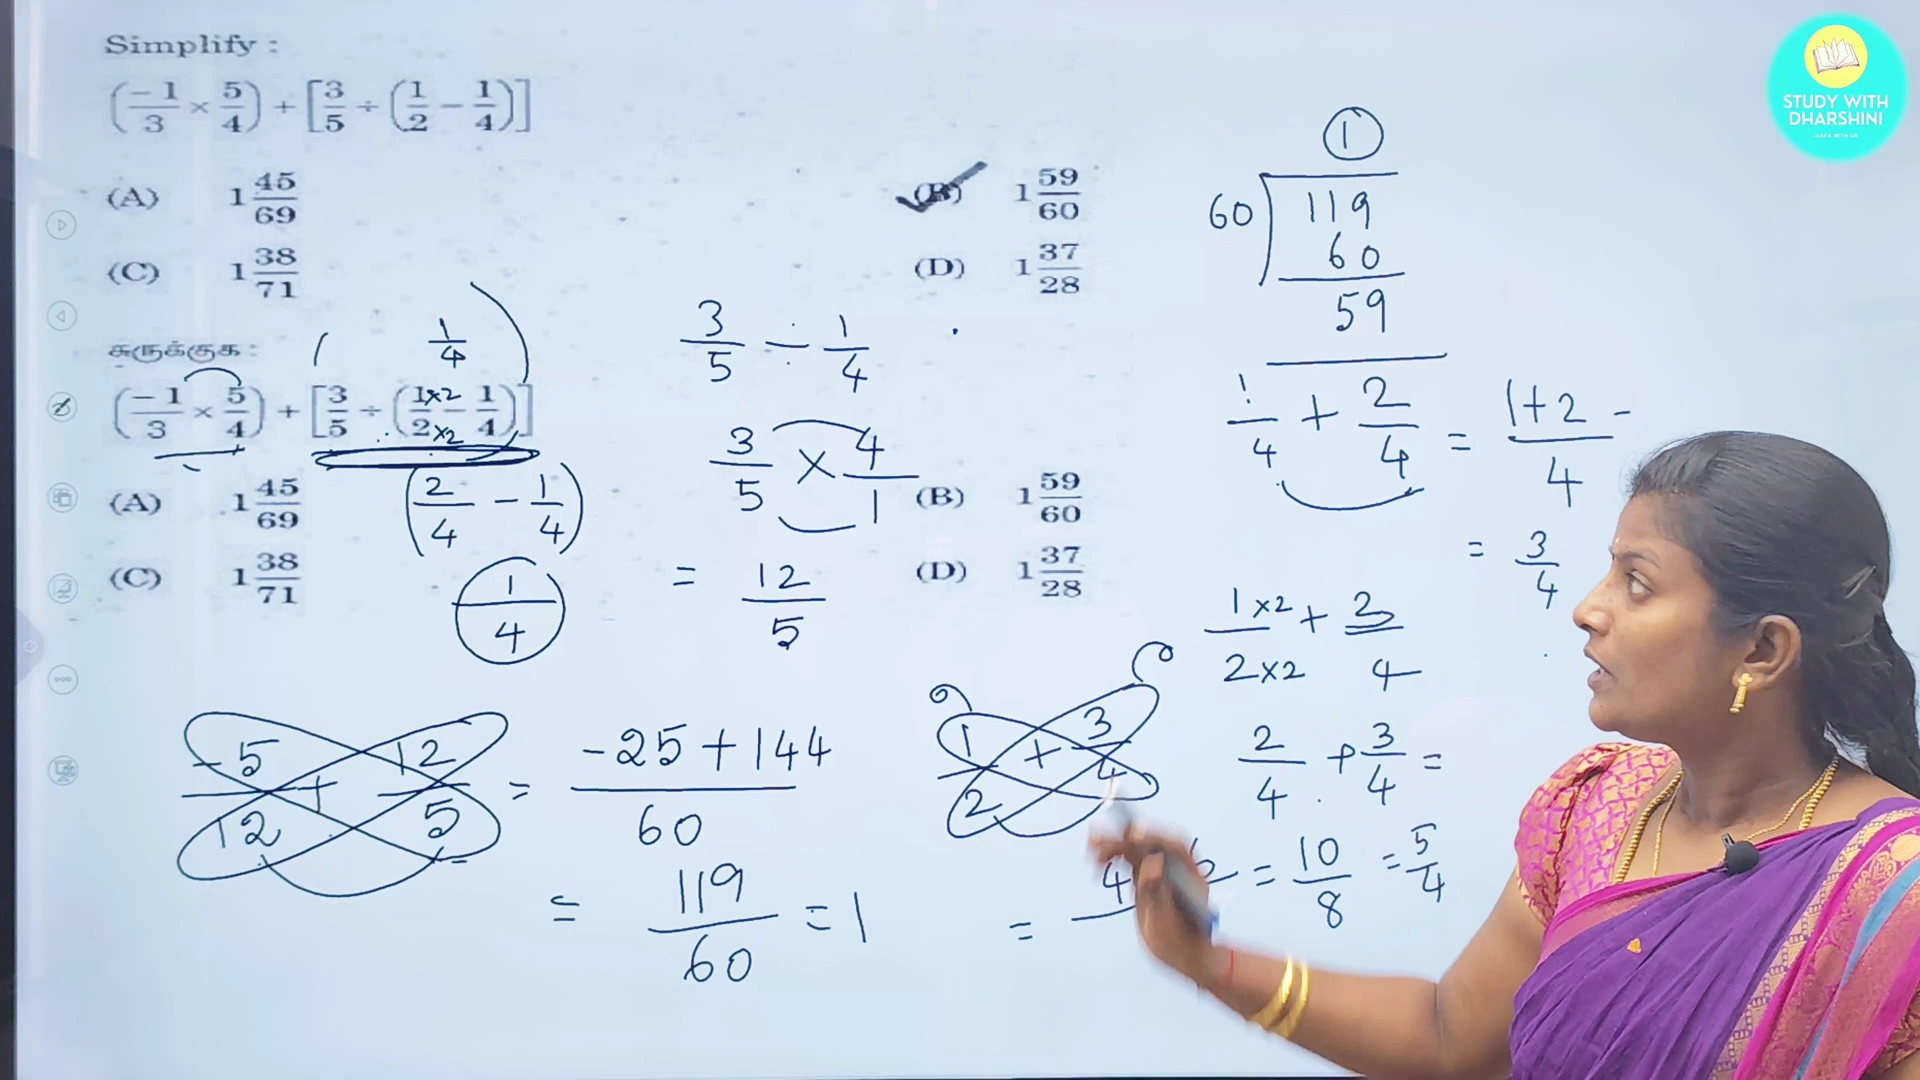 Simplify :
(-1/3 × 5/4) + [3/5 ÷ (1/2 − 1/4)]
(A) 1 45/69
(B) 1 59/60
(C) 1 38/71
(D) 1 37/28
சுருக்குக :
(-1/3 × 5/4) + [3/5 ÷ (1×2/2×2 − 1/4)]
(A) 1 45/69
(B) 1 59/60
(C) 1 38/71
(D) 1 37/28
1/4
(2/4 − 1/4)
1/4
3/5 ÷ 1/4
3/5 × 4/1
= 12/5
-5/12 + 12/5 = -25+144/60
= 119/60 = 1
1
60 119
60
59
1/4 + 2/4 = 1+2/4
= 3/4
1×2/2×2 + 3/4
2/4 + 3/4 =
1/2 + 3/4
= 4
= 10/8 = 5/4
STUDY WITH
DHARSHINI
LEARN WITH US